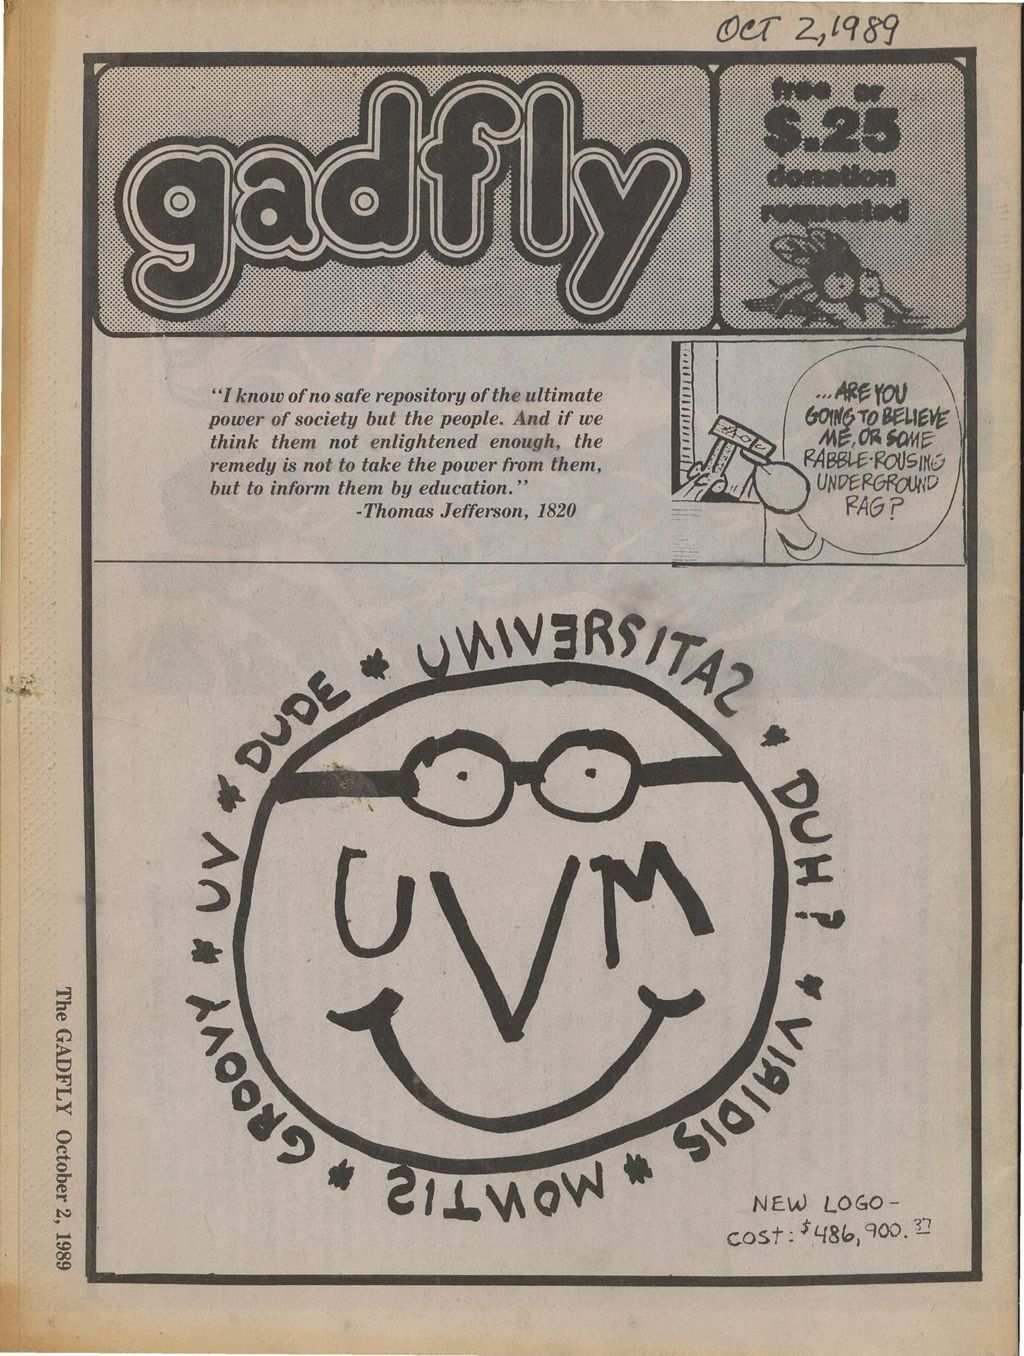 OCT 2, 1989
gadfly
free or
$.25
donation
requested
"I know of no safe repository of the ultimate
power of society but the people. And if we
think them not enlightened enough, the
remedy is not to take the power from them,
but to inform them by education."
-Thomas Jefferson, 1820
...ARE YOU
GOING TO BELIEVE
ME, OR SOME
RABBLE-ROUSING
UNDERGROUND
RAG?
UNIVERSITAS * DUH? * VIRIDIS * MONTIS * GROOVY * UV * DUDE *
UVM
NEW LOGO-
COST: $486,900.37
The GADFLY October 2, 1989